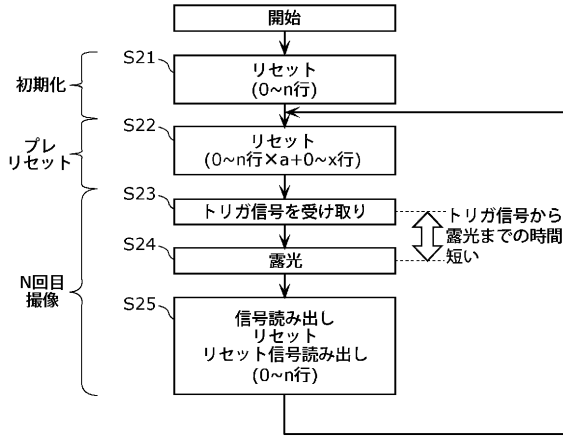 開始
S21
リセット
(0~n行)
初期化
S22
リセット
(0~n行×a+0~x行)
プレ
リセット
S23
トリガ信号を受け取り
トリガ信号から
露光までの時間
短い
S24
露光
N回目
撮像
S25
信号読み出し
リセット
リセット信号読み出し
(0~n行)